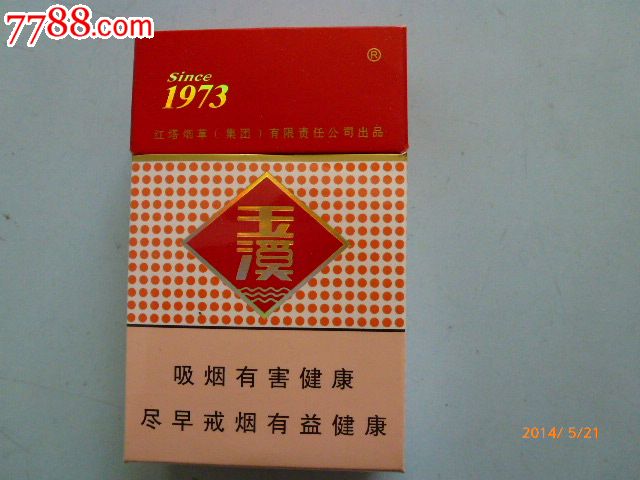 7788.com
Since
1973
®
红塔烟草(集团)有限责任公司出品
玉
溪
吸烟有害健康
尽早戒烟有益健康
2014/ 5/21